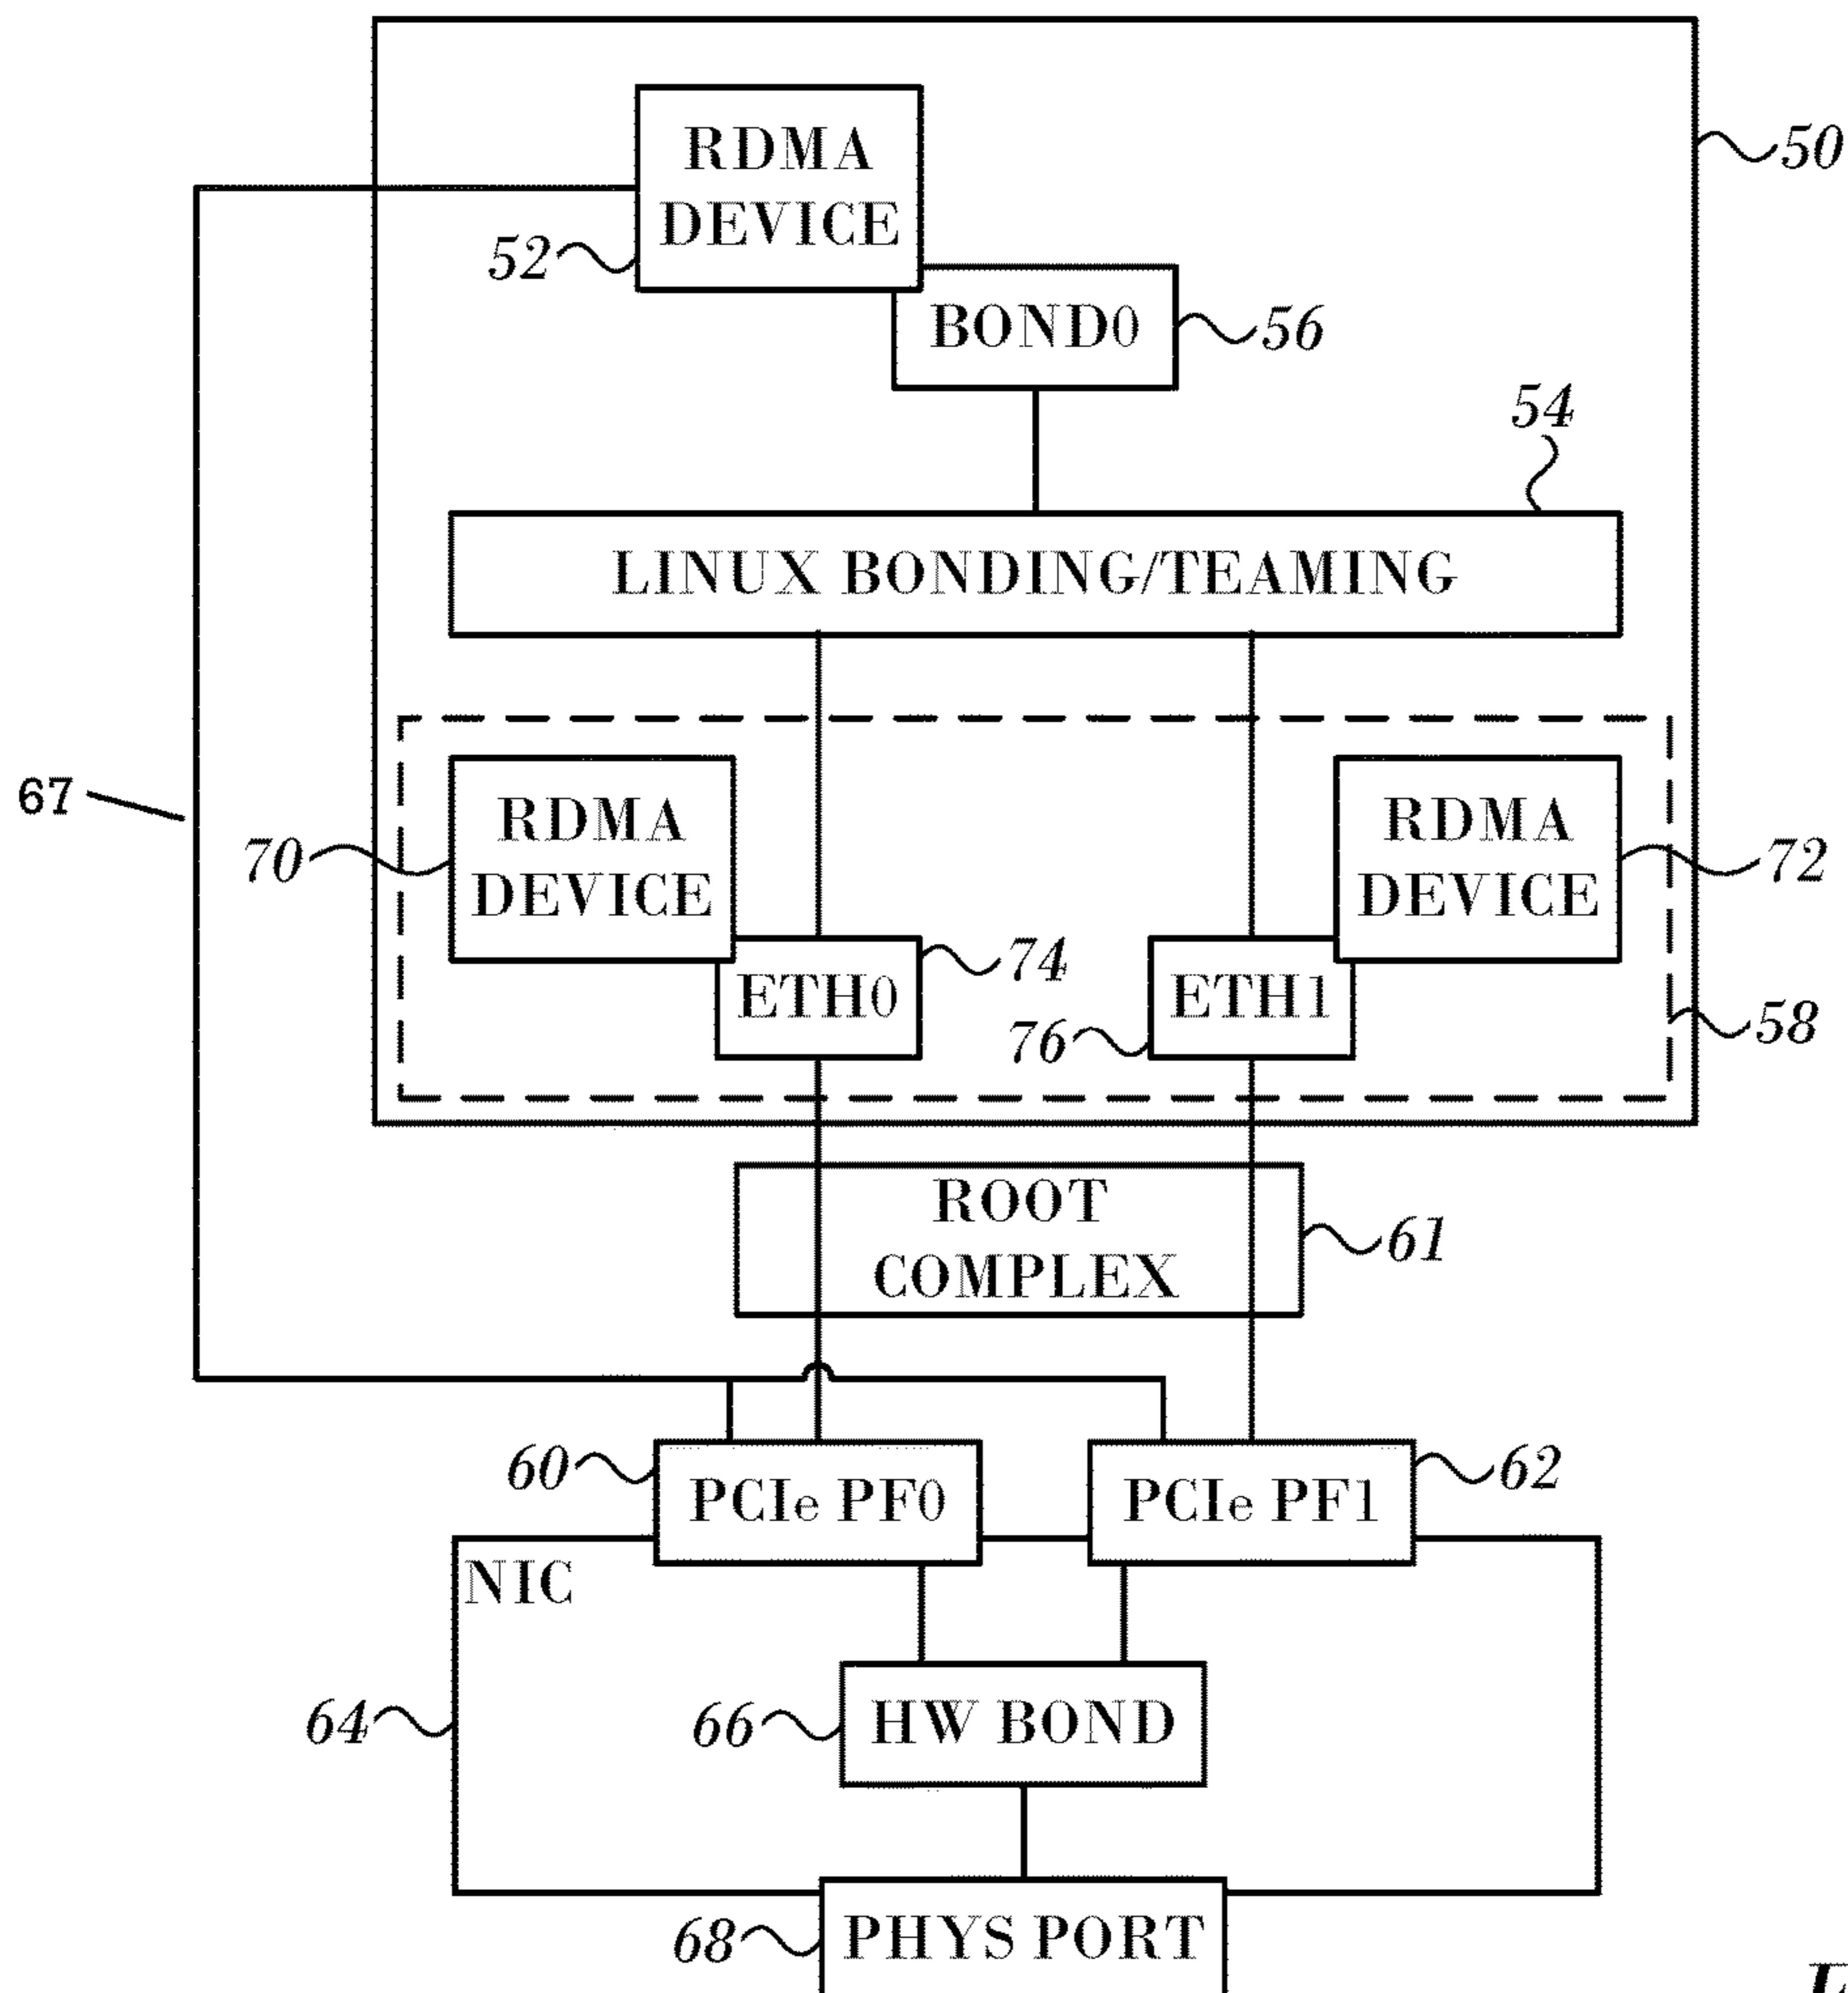 RDMA
DEVICE
50
52
BOND0
56
54
LINUX BONDING/TEAMING
67
70
RDMA
DEVICE
RDMA
DEVICE
72
ETH0
74
76
ETH1
58
ROOT
COMPLEX
61
60
PCIe PF0
PCIe PF1
62
NIC
64
66
HW BOND
68
PHYS PORT